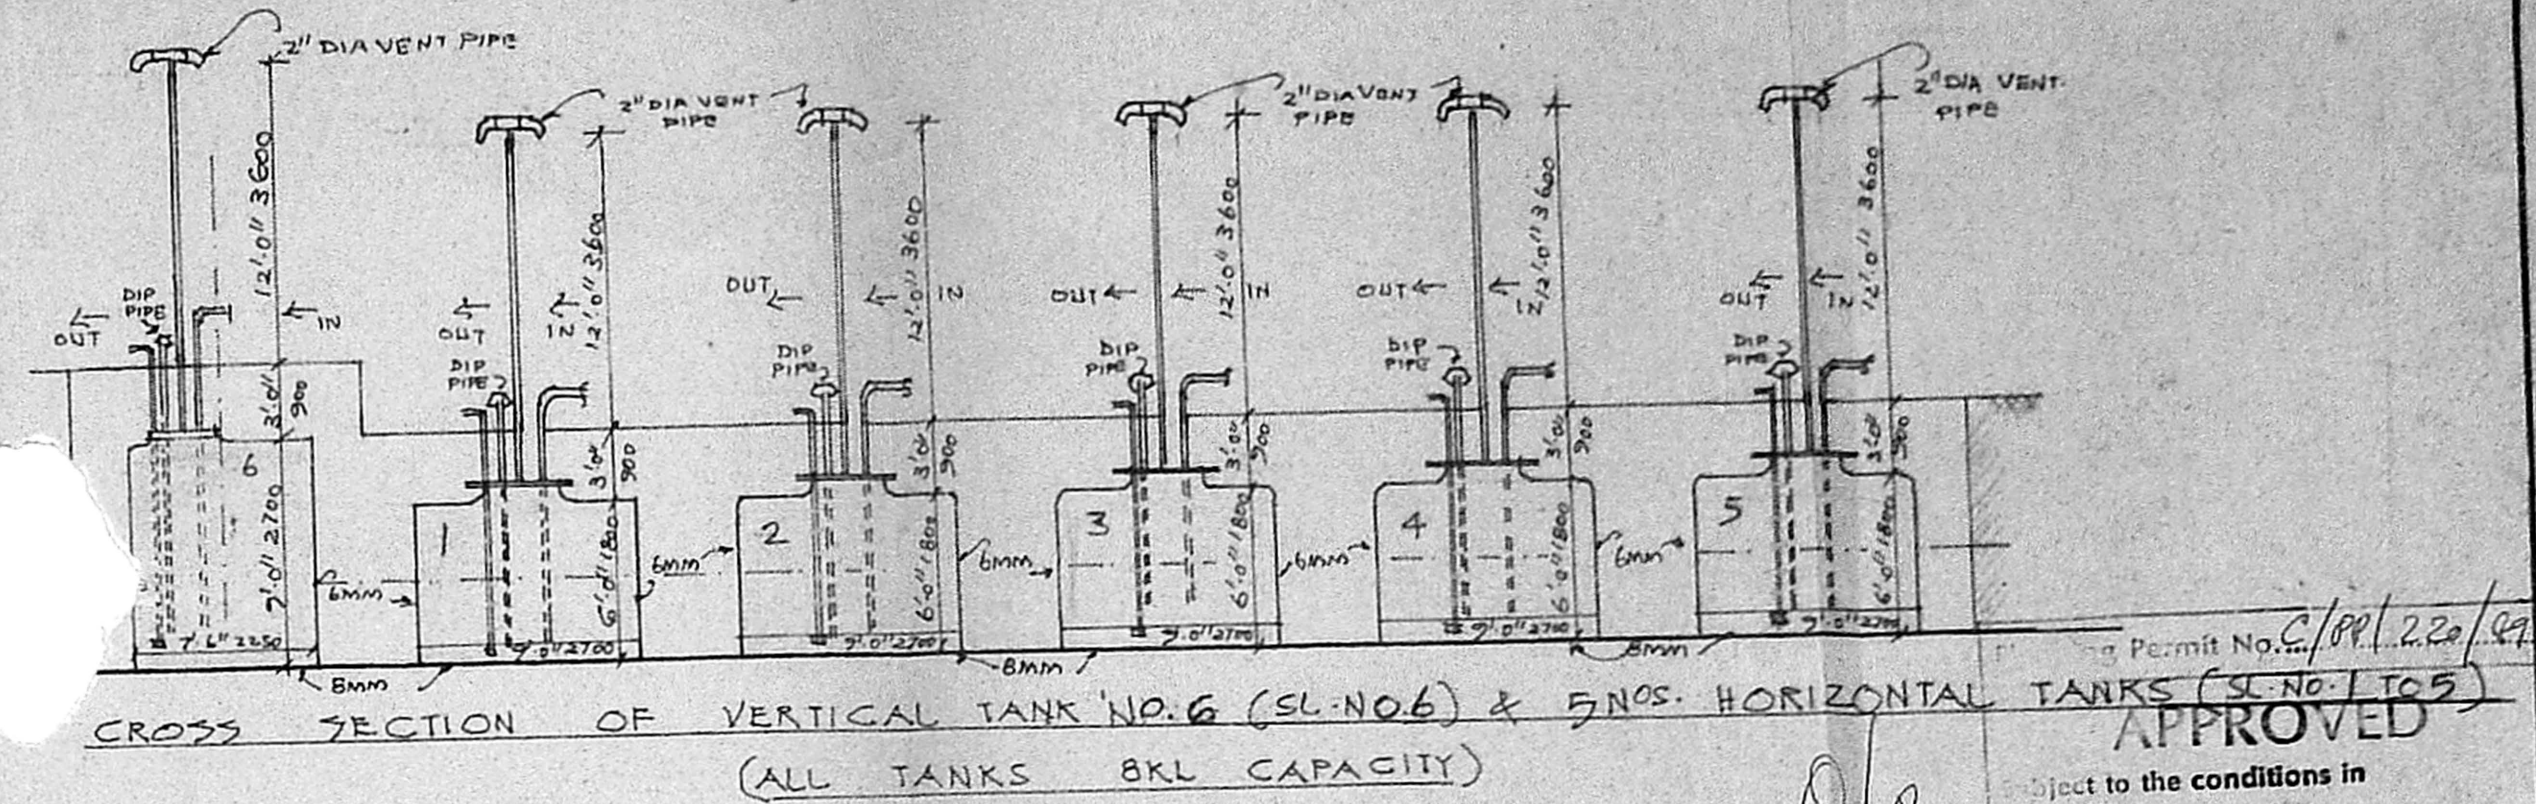 2" DIA VENT PIPE
2" DIA VENT
PIPE
2" DIA VENT
PIPE
2" DIA VENT
PIPE
12'.0" 3600
12'.0" 3600
12'.0" 3600
12'.0" 3600
12'.0" 3600
12'.0" 3600
OUT
DIP
PIPE
IN
OUT
IN
DIP
PIPE
OUT
IN
DIP
PIPE
OUT
IN
DIP
PIPE
OUT
IN
DIP
PIPE
OUT
IN
DIP
PIPE
3'.0"
900
3'.0"
900
3'.0"
900
3'.0"
900
3'.0"
900
3'.0"
900
6
1
2
3
4
5
9'.0" 2700
6'.0" 1800
6'.0" 1800
6'.0" 1800
6'.0" 1800
6'.0" 1800
6mm
6mm
6mm
6mm
6mm
7'.6" 2250
9'.0" 2700
9'.0" 2700
9'.0" 2700
9'.0" 2700
9'.0" 2700
8mm
8mm
8mm
Permit No. C/PP/220/89
CROSS SECTION OF VERTICAL TANK NO.6 (SL.NO.6) & 5 NOS. HORIZONTAL TANKS (SL.NO.1 TO 5)
APPROVED
(ALL TANKS 8KL CAPACITY)
to the conditions in